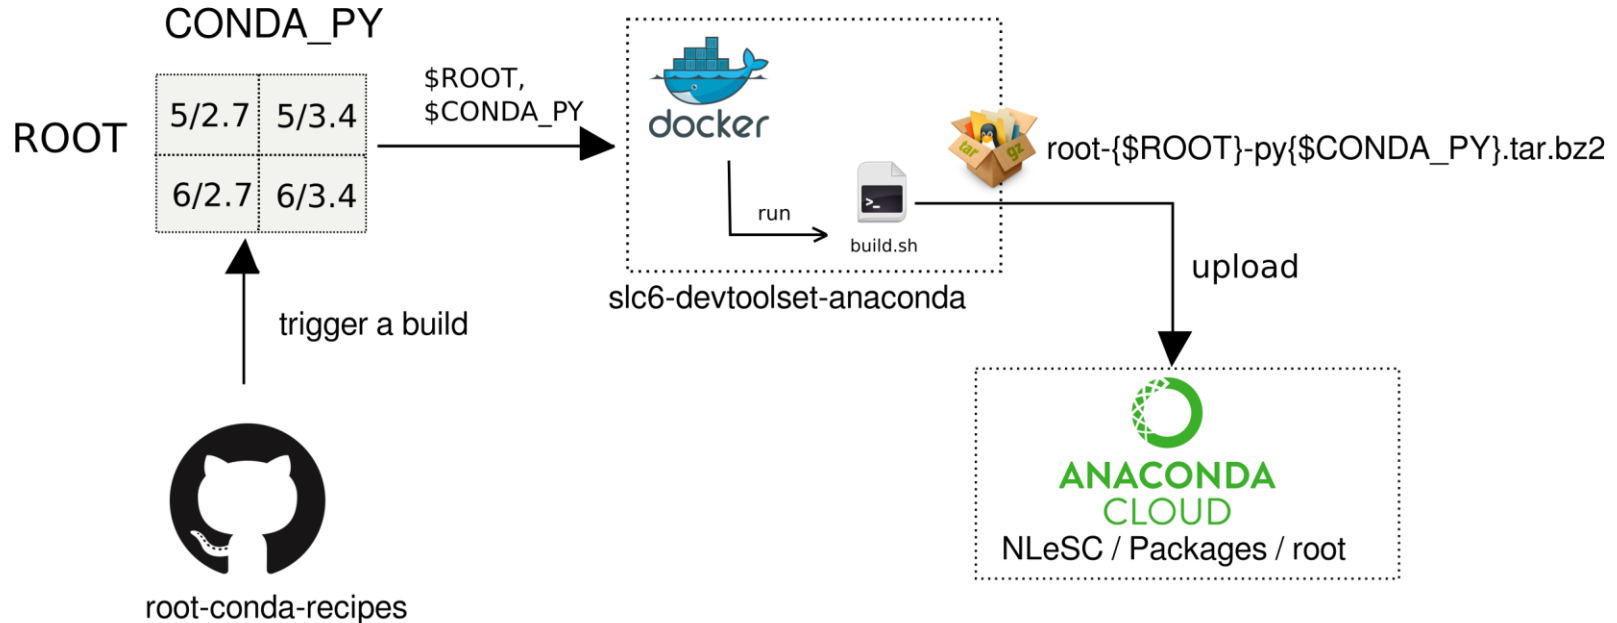 CONDA_PY
ROOT
5/2.7 5/3.4
6/2.7 6/3.4
$ROOT,
$CONDA_PY
docker
run
>_
build.sh
slc6-devtoolset-anaconda
tar gz
root-{$ROOT}-py{$CONDA_PY}.tar.bz2
upload
trigger a build
root-conda-recipes
ANACONDA
CLOUD
NLeSC / Packages / root